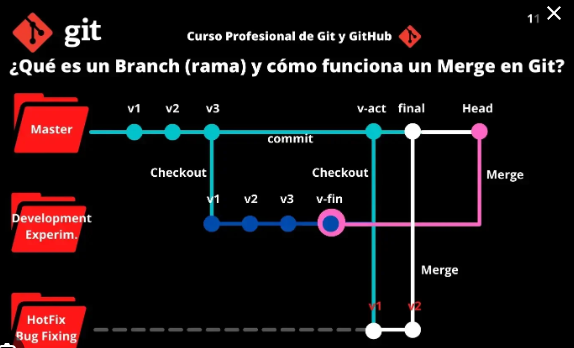 git
Curso Profesional de Git y GitHub
11
¿Qué es un Branch (rama) y cómo funciona un Merge en Git?
v1 v2 v3 v-act final Head
Master
commit
Checkout Checkout Merge
v1 v2 v3 v-fin
Development
Experim.
Merge
v1 v2
HotFix
Bug Fixing